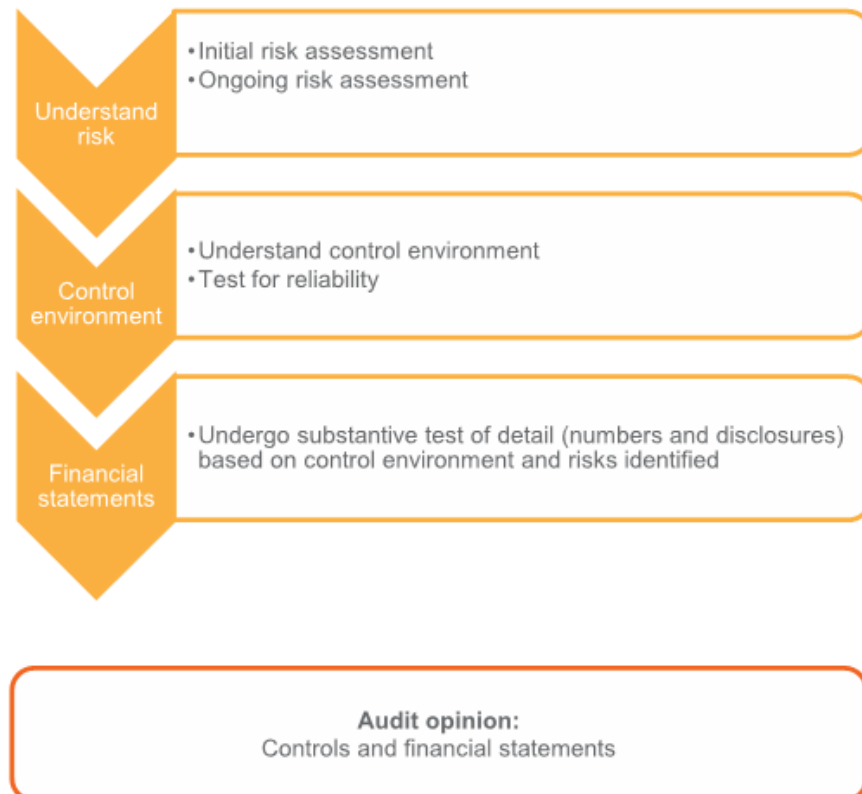 • Initial risk assessment
• Ongoing risk assessment
Understand
risk
• Understand control environment
• Test for reliability
Control
environment
• Undergo substantive test of detail (numbers and disclosures)
based on control environment and risks identified
Financial
statements
Audit opinion:
Controls and financial statements